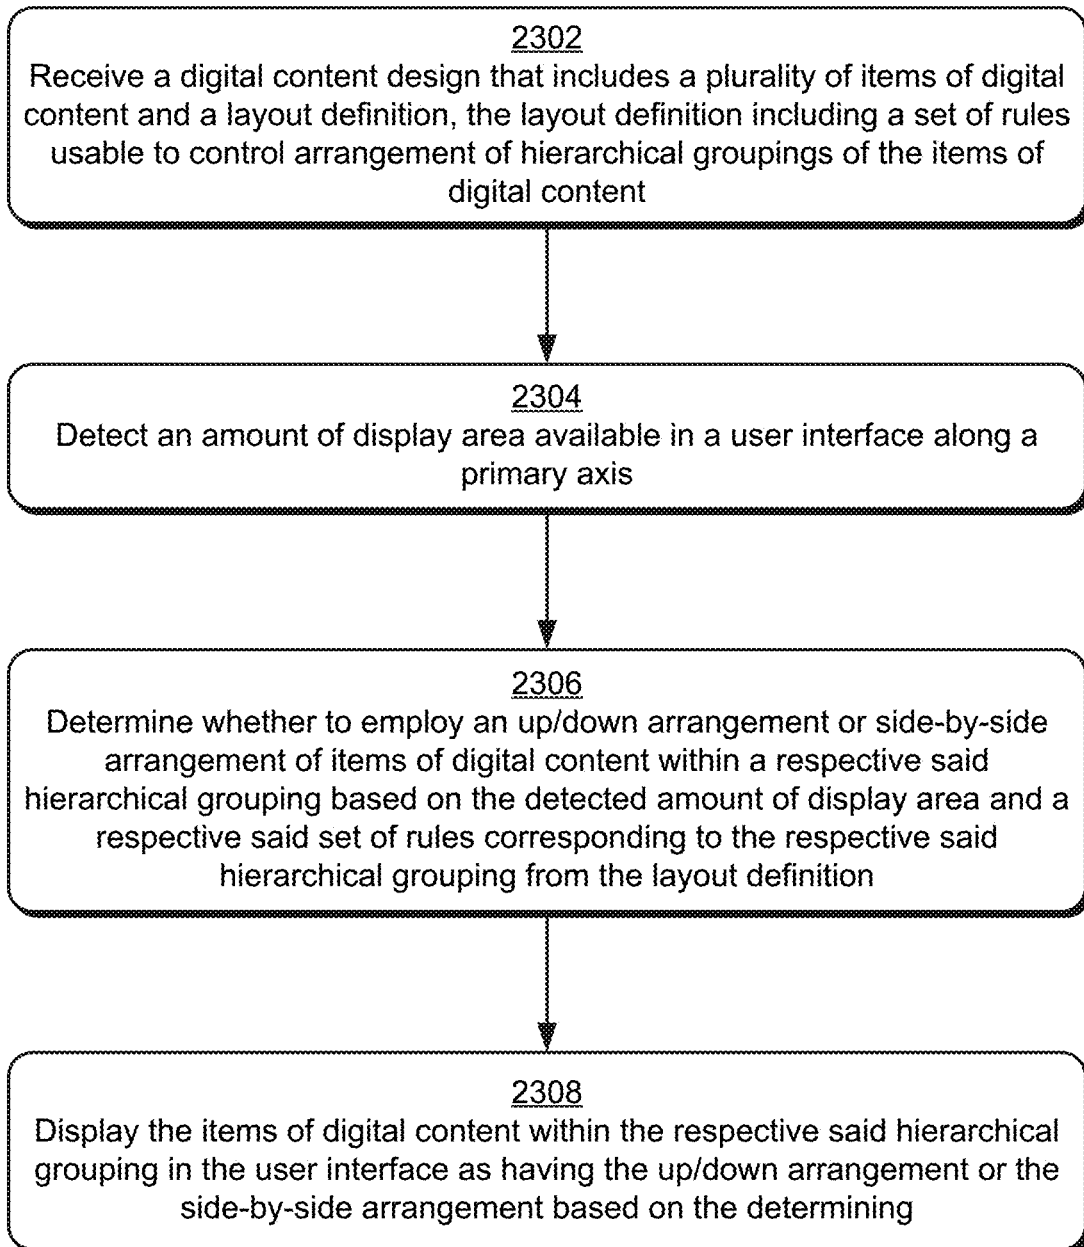 2302
Receive a digital content design that includes a plurality of items of digital
content and a layout definition, the layout definition including a set of rules
usable to control arrangement of hierarchical groupings of the items of
digital content
2304
Detect an amount of display area available in a user interface along a
primary axis
2306
Determine whether to employ an up/down arrangement or side-by-side
arrangement of items of digital content within a respective said
hierarchical grouping based on the detected amount of display area and a
respective said set of rules corresponding to the respective said
hierarchical grouping from the layout definition
2308
Display the items of digital content within the respective said hierarchical
grouping in the user interface as having the up/down arrangement or the
side-by-side arrangement based on the determining